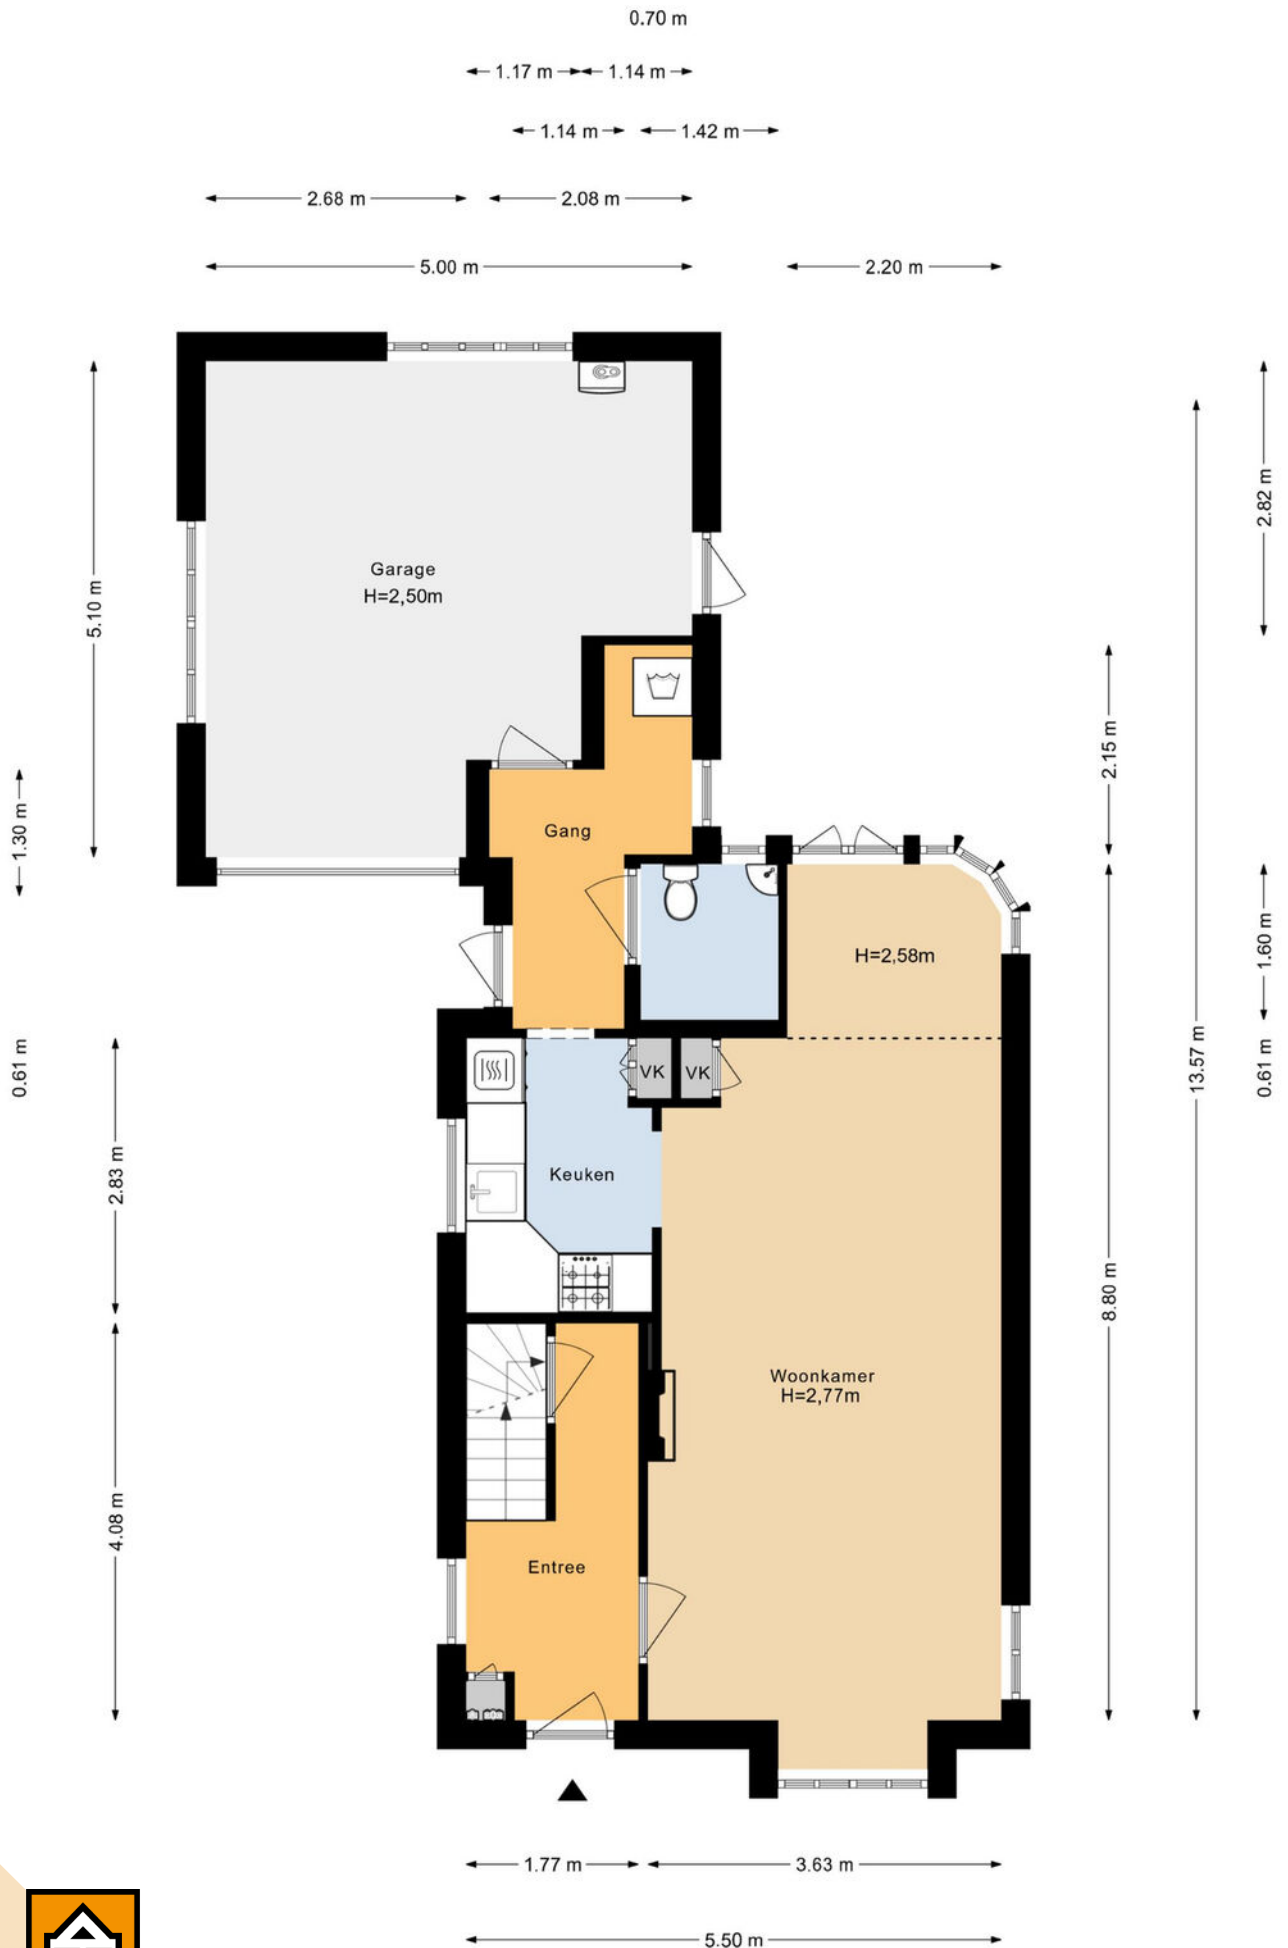 0.70 m
1.17 m
1.14 m
1.14 m
1.42 m
2.68 m
2.08 m
5.00 m
2.20 m
5.10 m
1.30 m
0.61 m
2.83 m
4.08 m
Garage
H=2,50m
Gang
H=2,58m
VK
VK
Keuken
Woonkamer
H=2,77m
Entree
2.15 m
8.80 m
13.57 m
2.82 m
1.60 m
0.61 m
1.77 m
3.63 m
5.50 m